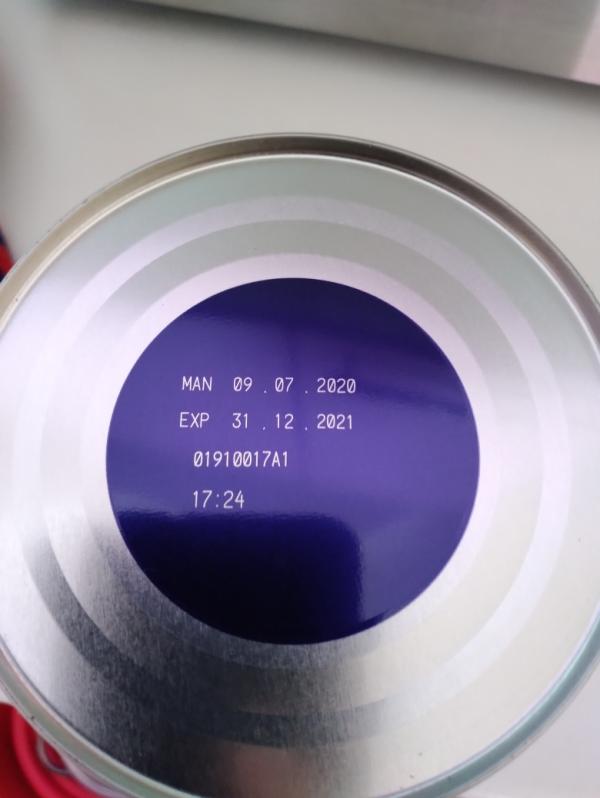 MAN 09 . 07 . 2020
EXP 31 . 12 . 2021
01910017A1
17:24